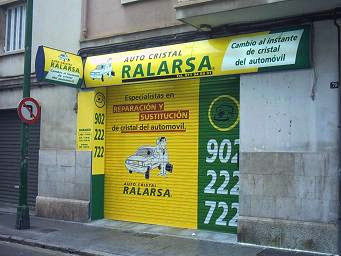 AUTO CRISTAL
RALARSA
Cambio al instante
de cristal
del automóvil
RALARSA
Especialistas en
REPARACIÓN Y
SUSTITUCIÓN
de cristal del automóvil.
902
222
722
AUTO CRISTAL
RALARSA
902
222
722